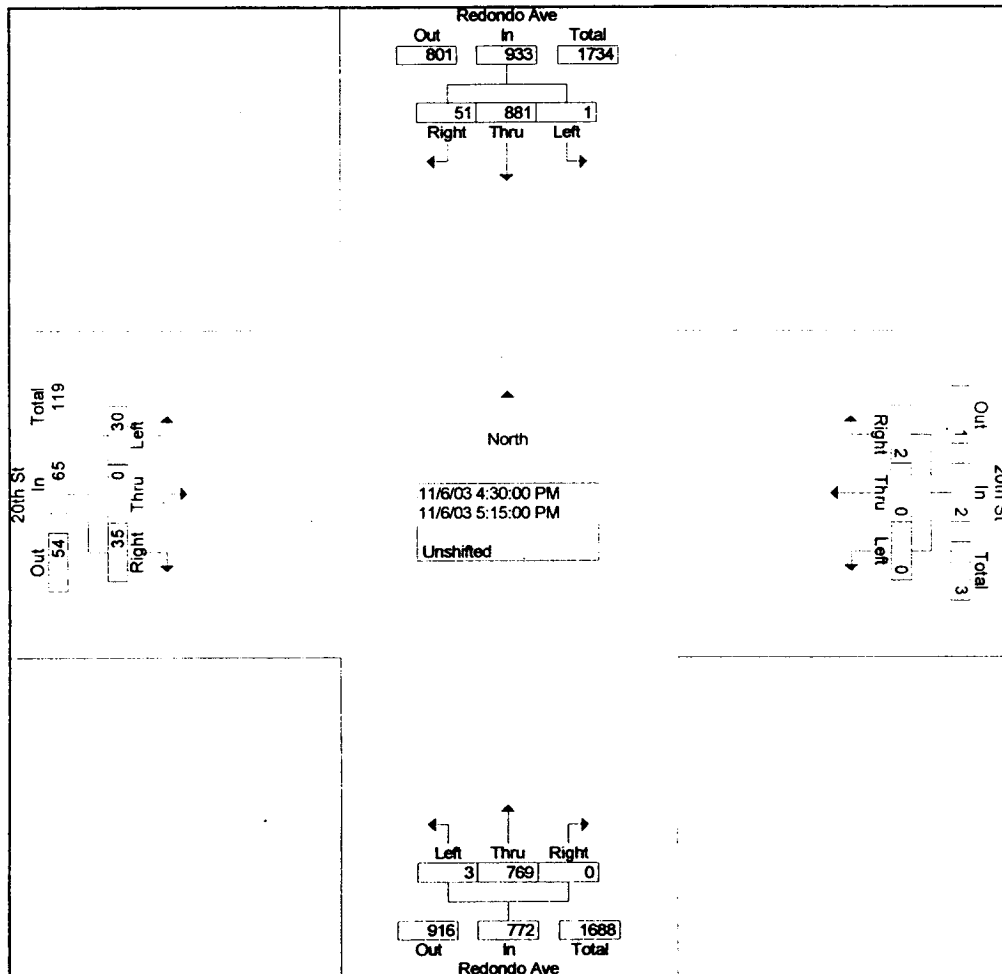 Redondo Ave
Out In Total
801 933 1734
51 881 1
Right Thru Left
20th St
Out In Total
54 65 119
Right Thru Left
35 0 30
North
11/6/03 4:30:00 PM
11/6/03 5:15:00 PM
Unshifted
Right Thru Left
2 0 0
Out In Total
1 2 3
20th St
Left Thru Right
3 769 0
916 772 1688
Out In Total
Redondo Ave